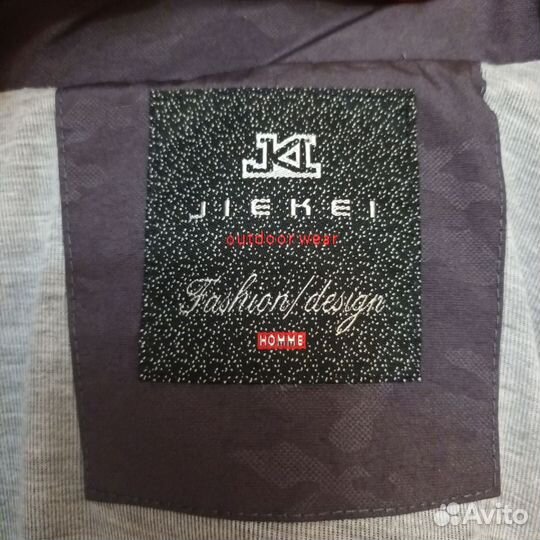 JKI
JIEKEI
outdoor wear
Fashion/design
HOMME
Avito